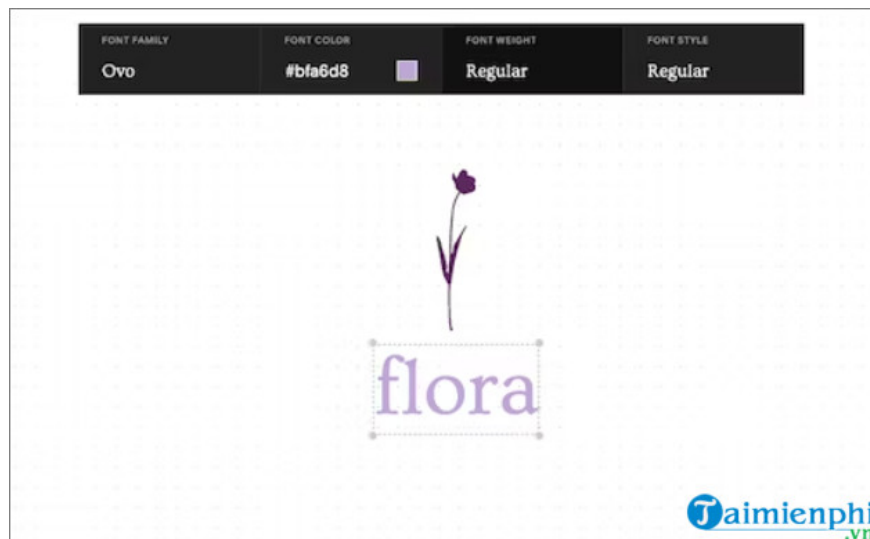 FONT FAMILY FONT COLOR FONT WEIGHT FONT STYLE
Ovo #bfa6d8 Regular Regular
flora
Taimienphi
.vn